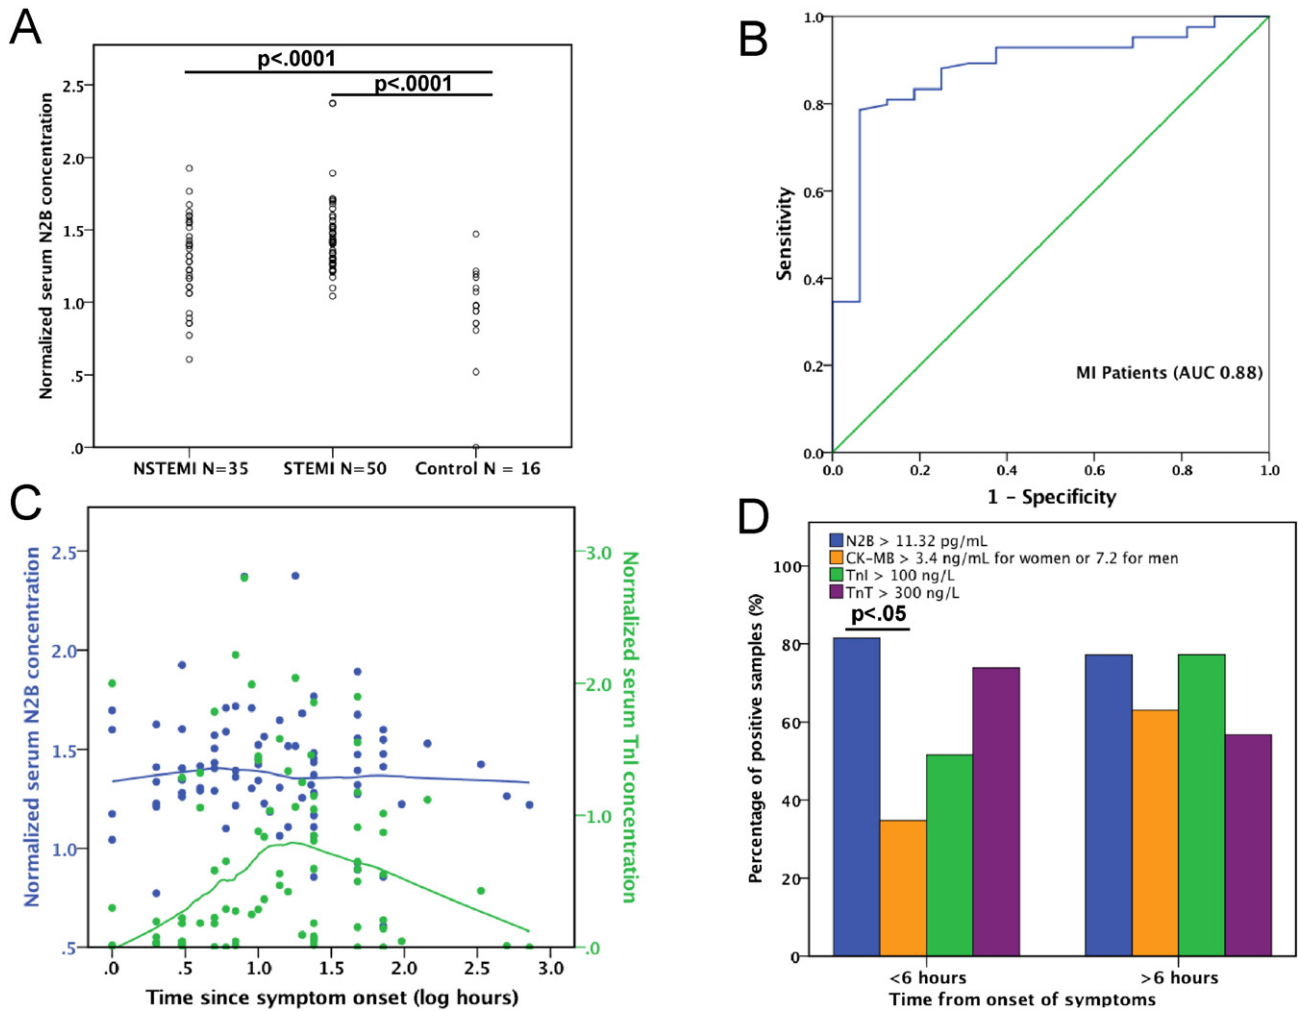 A
p<.0001
p<.0001
Normalized serum N2B concentration
2.5
2.0
1.5
1.0
.5
.0
NSTEMI N=35
STEMI N=50
Control N = 16
B
Sensitivity
1.0
0.8
0.6
0.4
0.2
0.0
MI Patients (AUC 0.88)
0.0
0.2
0.4
0.6
0.8
1.0
1 - Specificity
C
Normalized serum N2B concentration
2.5
2.0
1.5
1.0
.5
3.0
2.0
1.0
.0
Normalized serum TnI concentration
.0
.5
1.0
1.5
2.0
2.5
3.0
Time since symptom onset (log hours)
D
N2B > 11.32 pg/mL
CK-MB > 3.4 ng/mL for women or 7.2 for men
TnI > 100 ng/L
TnT > 300 ng/L
p<.05
Percentage of positive samples (%)
100
80
60
40
20
0
<6 hours
>6 hours
Time from onset of symptoms